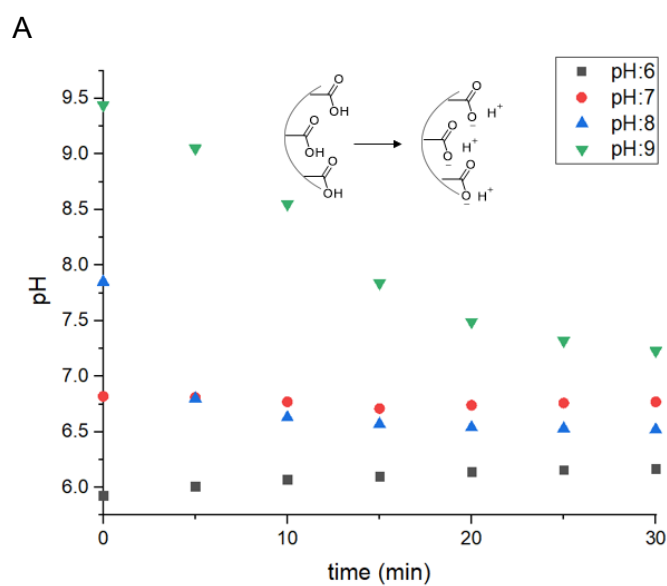 A
pH:6
pH:7
pH:8
pH:9
O
OH
O
OH
O
OH
O
O
-
H+
O
O
-
H+
O
O
-
H+
9.5
9.0
8.5
8.0
7.5
7.0
6.5
6.0
pH
0
10
20
30
time (min)